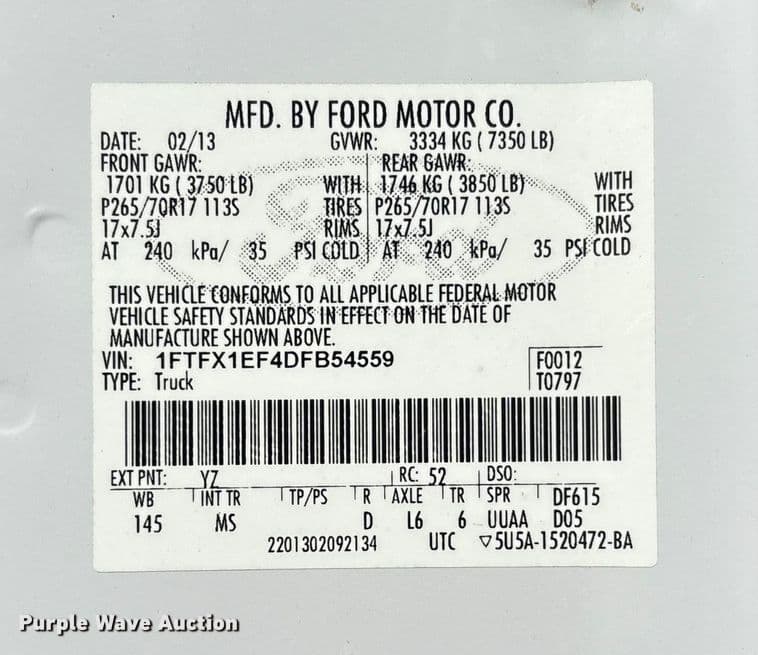 MFD. BY FORD MOTOR CO.
DATE: 02/13 GVWR: 3334 KG ( 7350 LB)
FRONT GAWR: REAR GAWR:
1701 KG ( 3750 LB) WITH 1746 KG ( 3850 LB) WITH
P265/70R17 113S TIRES P265/70R17 113S TIRES
17x7.5J RIMS 17x7.5J RIMS
AT 240 kPa/ 35 PSI COLD AT 240 kPa/ 35 PSI COLD
THIS VEHICLE CONFORMS TO ALL APPLICABLE FEDERAL MOTOR
VEHICLE SAFETY STANDARDS IN EFFECT ON THE DATE OF
MANUFACTURE SHOWN ABOVE.
VIN: 1FTFX1EF4DFB54559 F0012
TYPE: Truck T0797
EXT PNT: YZ RC: 52 DSO:
WB INT TR TP/PS R AXLE TR SPR DF615
145 MS D L6 6 UUAA D05
2201302092134 UTC ▽5U5A-1520472-BA
Purple Wave Auction